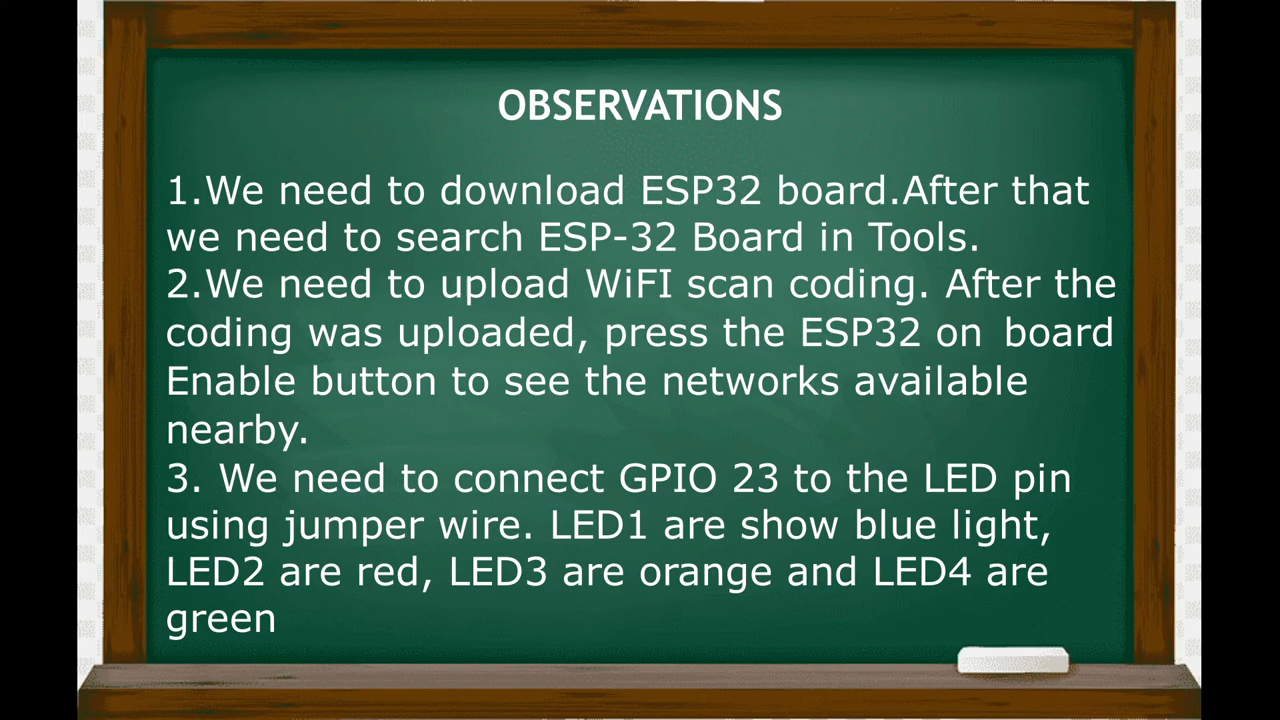 OBSERVATIONS
1.We need to download ESP32 board.After that
we need to search ESP-32 Board in Tools.
2.We need to upload WiFI scan coding. After the
coding was uploaded, press the ESP32 on board
Enable button to see the networks available
nearby.
3. We need to connect GPIO 23 to the LED pin
using jumper wire. LED1 are show blue light,
LED2 are red, LED3 are orange and LED4 are
green